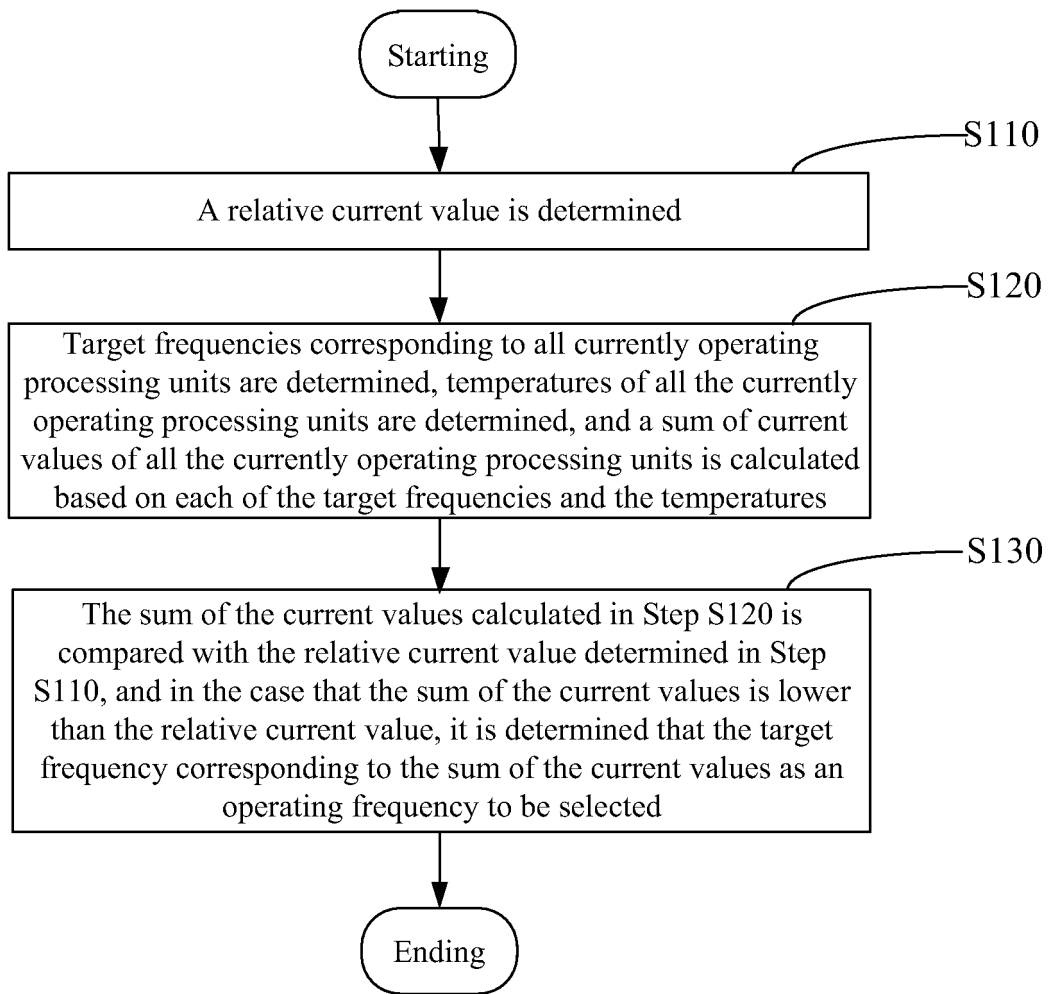 Starting
S110
A relative current value is determined
S120
Target frequencies corresponding to all currently operating
processing units are determined, temperatures of all the currently
operating processing units are determined, and a sum of current
values of all the currently operating processing units is calculated
based on each of the target frequencies and the temperatures
S130
The sum of the current values calculated in Step S120 is
compared with the relative current value determined in Step
S110, and in the case that the sum of the current values is lower
than the relative current value, it is determined that the target
frequency corresponding to the sum of the current values as an
operating frequency to be selected
Ending